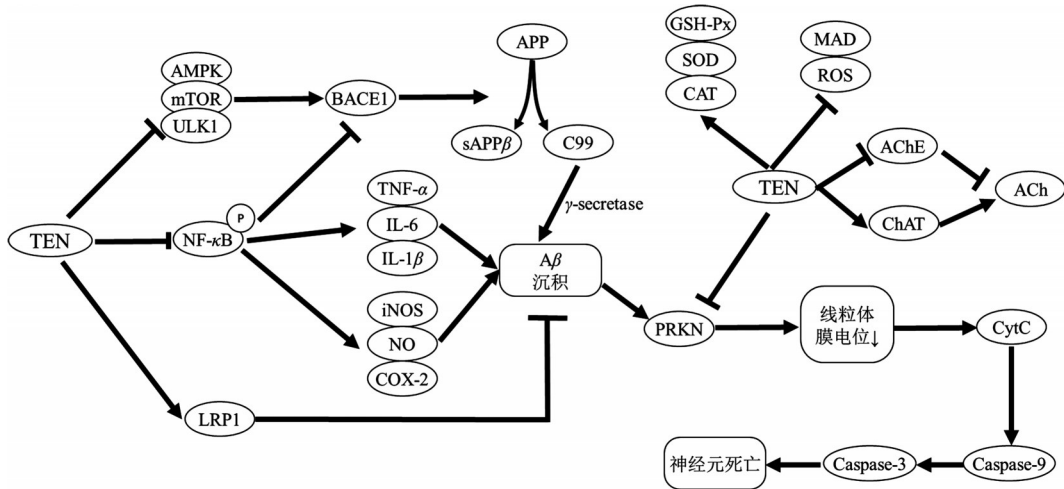 GSH-Px
SOD
CAT
MAD
ROS
APP
AMPK
mTOR
ULK1
BACE1
sAPPβ
C99
AChE
ACh
TEN
ChAT
TNF-α
IL-6
IL-1β
γ-secretase
P
NF-κB
TEN
Aβ
沉积
iNOS
NO
COX-2
PRKN
线粒体
膜电位↓
CytC
LRP1
神经元死亡
Caspase-3
Caspase-9